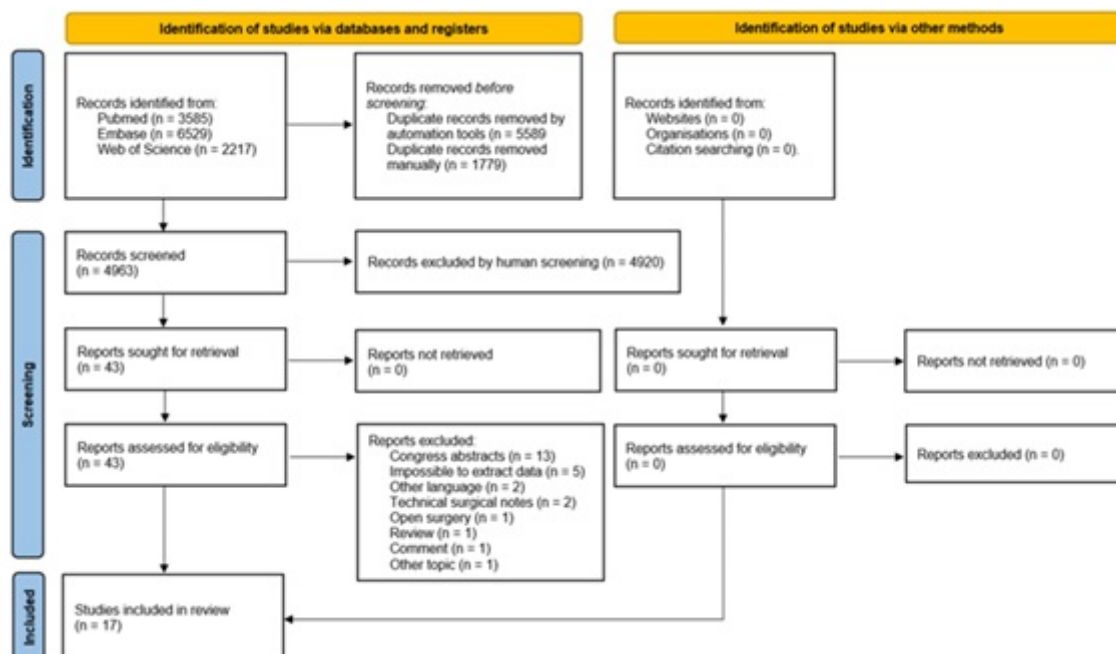 Identification of studies via databases and registers
Identification of studies via other methods
Identification
Records identified from:
Pubmed (n = 3585)
Embase (n = 6529)
Web of Science (n = 2217)
Records removed before
screening:
Duplicate records removed by
automation tools (n = 5589
Duplicate records removed
manually (n = 1779)
Records identified from:
Websites (n = 0)
Organisations (n = 0)
Citation searching (n = 0).
Screening
Records screened
(n = 4963)
Records excluded by human screening (n = 4920)
Reports sought for retrieval
(n = 43)
Reports not retrieved
(n = 0)
Reports sought for retrieval
(n = 0)
Reports not retrieved (n = 0)
Reports assessed for eligibility
(n = 43)
Reports excluded:
Congress abstracts (n = 13)
Impossible to extract data (n = 5)
Other language (n = 2)
Technical surgical notes (n = 2)
Open surgery (n = 1)
Review (n = 1)
Comment (n = 1)
Other topic (n = 1)
Reports assessed for eligibility
(n = 0)
Reports excluded (n = 0)
Included
Studies included in review
(n = 17)